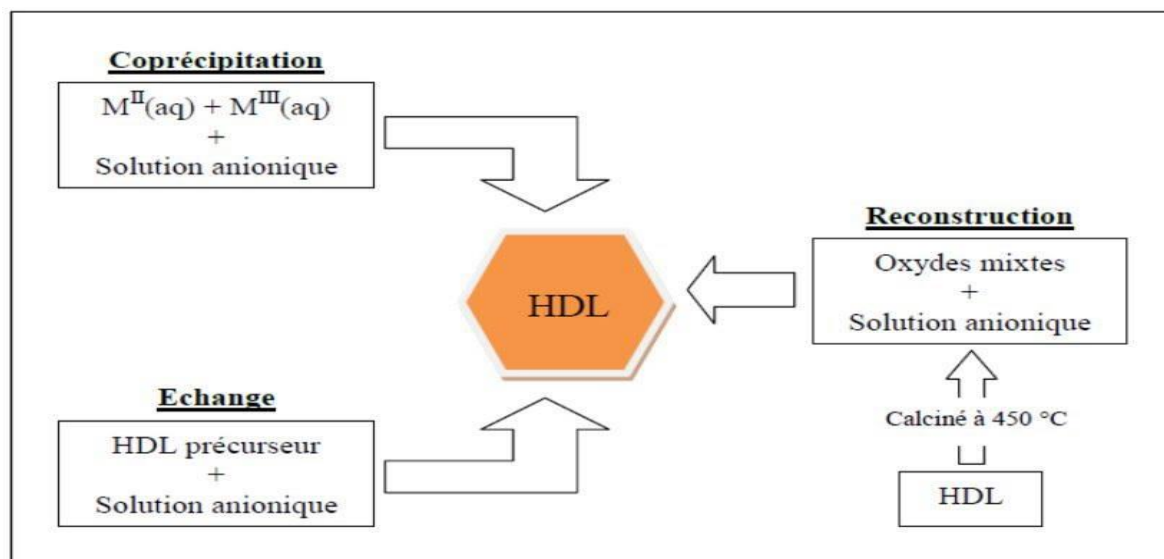 Coprécipitation
M^II(aq) + M^III(aq)
+
Solution anionique
HDL
Reconstruction
Oxydes mixtes
+
Solution anionique
Calciné à 450 °C
HDL
Echange
HDL précurseur
+
Solution anionique